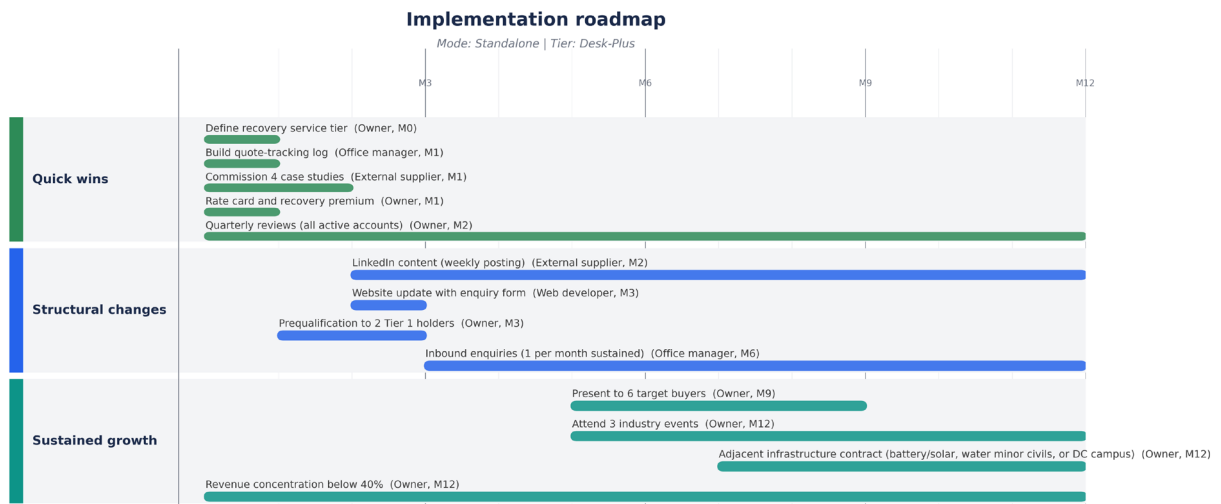 Implementation roadmap
Mode: Standalone | Tier: Desk-Plus
M3 M6 M9 M12
Quick wins
Define recovery service tier (Owner, M0)
Build quote-tracking log (Office manager, M1)
Commission 4 case studies (External supplier, M1)
Rate card and recovery premium (Owner, M1)
Quarterly reviews (all active accounts) (Owner, M2)
Structural changes
LinkedIn content (weekly posting) (External supplier, M2)
Website update with enquiry form (Web developer, M3)
Prequalification to 2 Tier 1 holders (Owner, M3)
Inbound enquiries (1 per month sustained) (Office manager, M6)
Sustained growth
Present to 6 target buyers (Owner, M9)
Attend 3 industry events (Owner, M12)
Adjacent infrastructure contract (battery/solar, water minor civils, or DC campus) (Owner, M12)
Revenue concentration below 40% (Owner, M12)